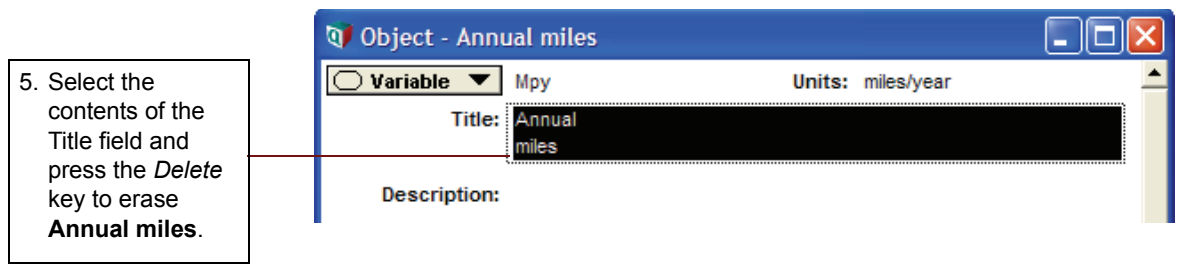 5. Select the
contents of the
Title field and
press the Delete
key to erase
Annual miles.
Object - Annual miles
Variable Mpy Units: miles/year
Title: Annual
miles
Description: